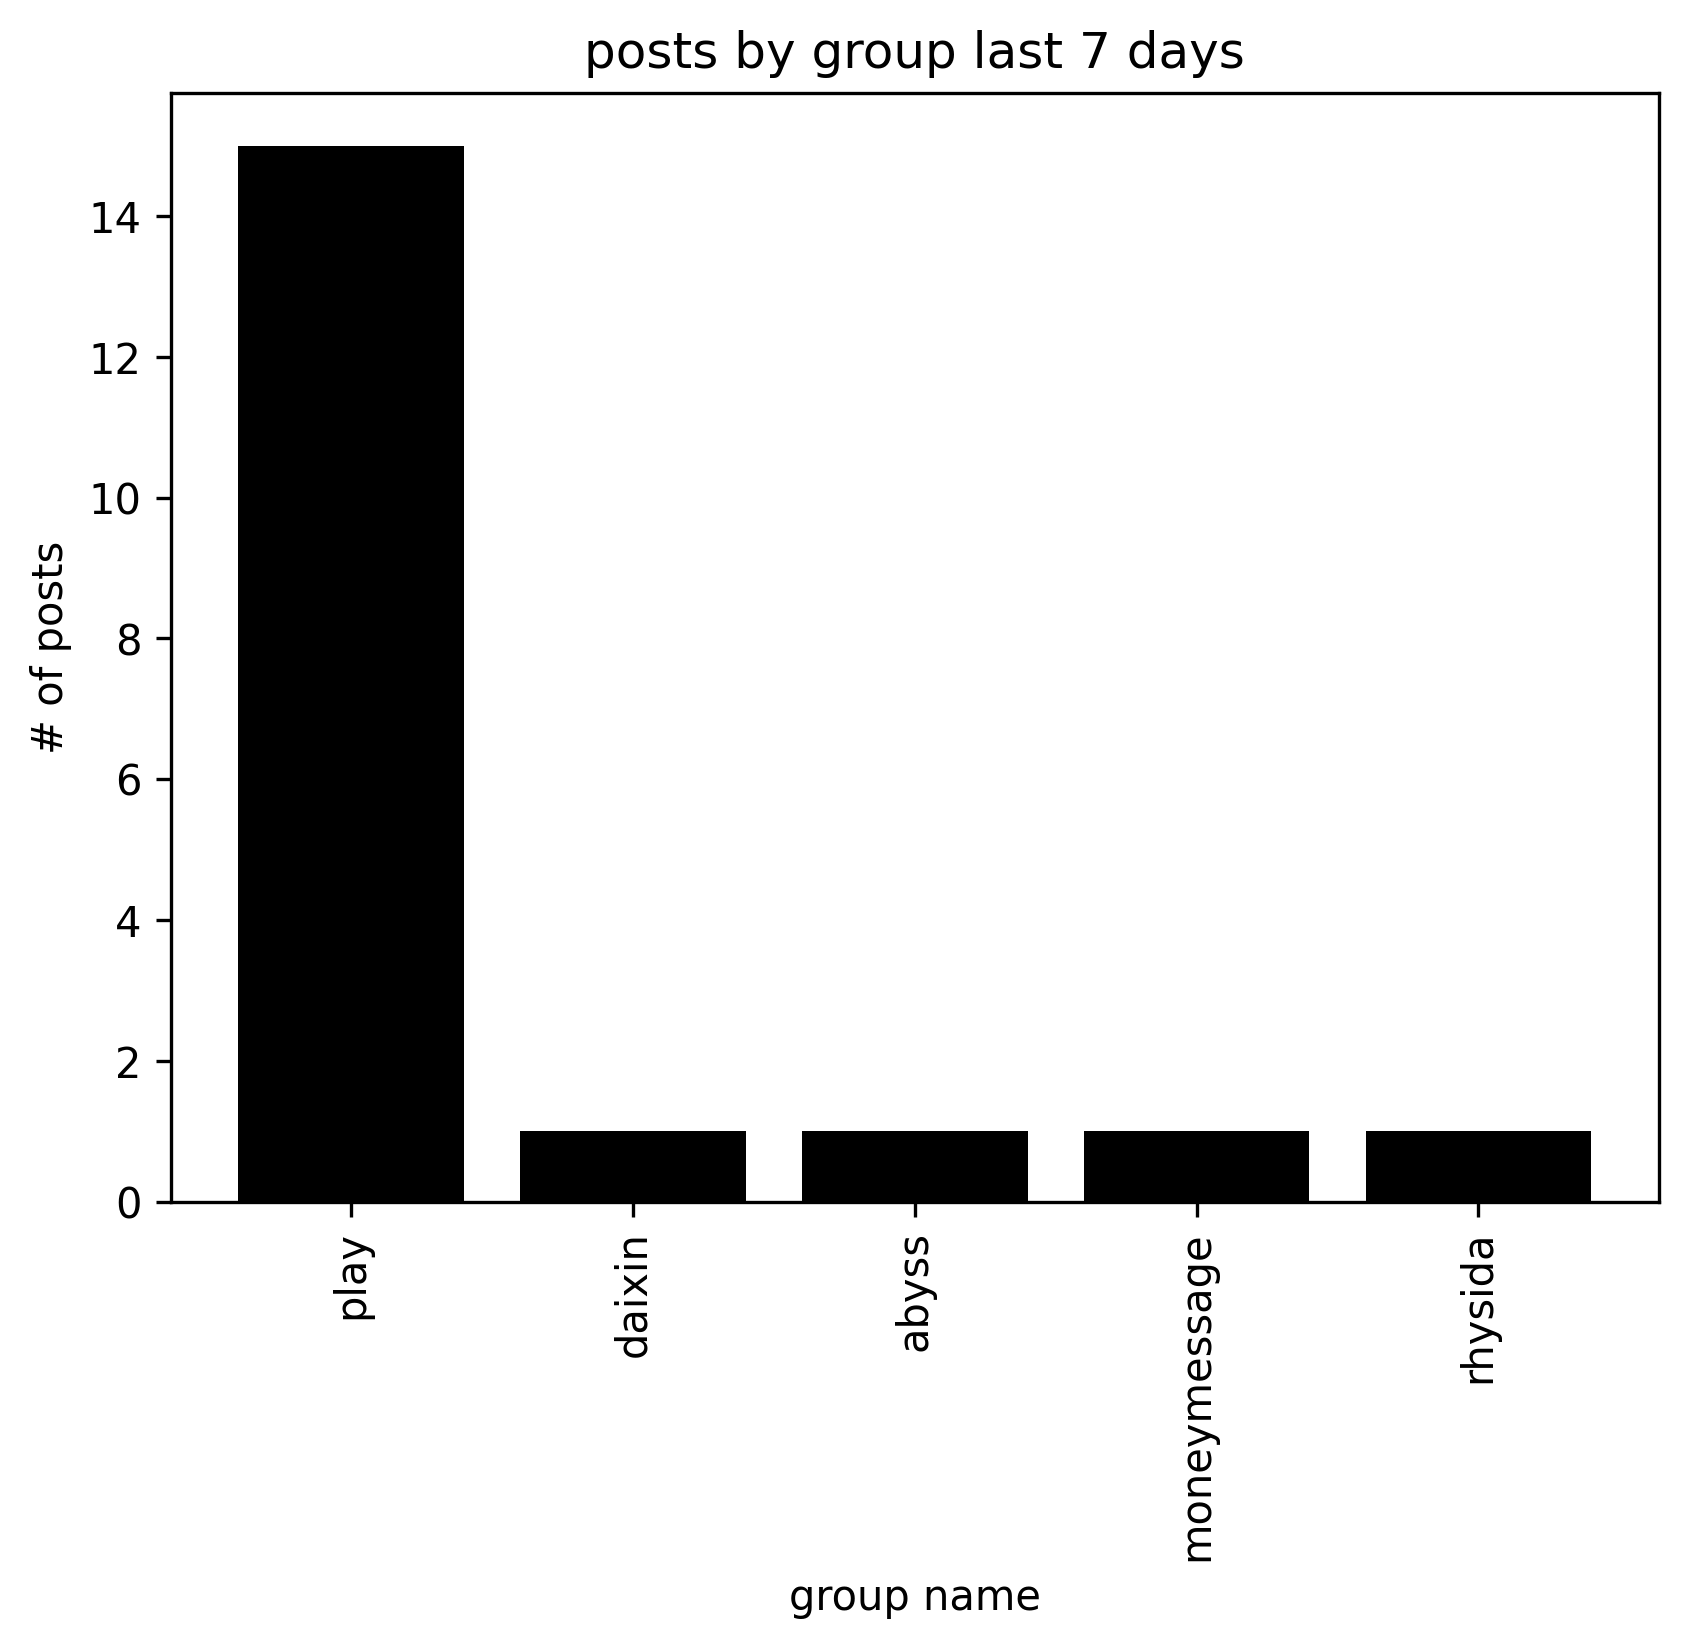 posts by group last 7 days
# of posts
14
12
10
8
6
4
2
0
play
daixin
abyss
moneymessage
rhysida
group name